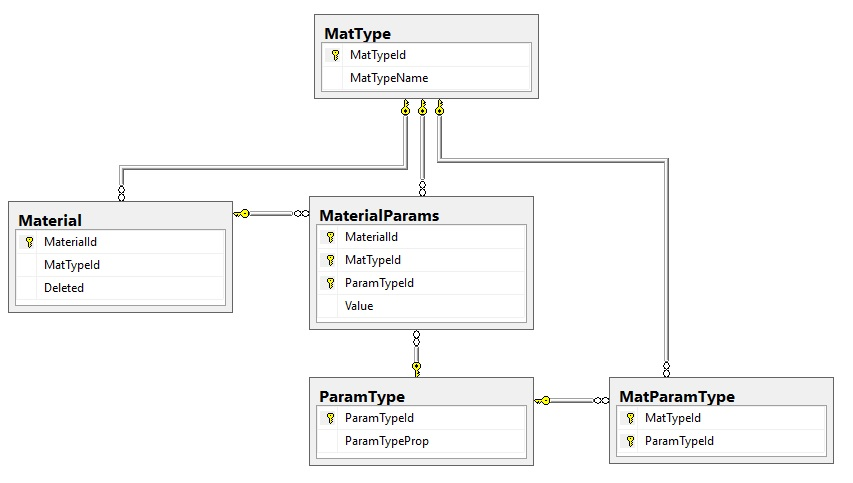 MatType
MatTypeId
MatTypeName
Material
MaterialId
MatTypeId
Deleted
MaterialParams
MaterialId
MatTypeId
ParamTypeId
Value
ParamType
ParamTypeId
ParamTypeProp
MatParamType
MatTypeId
ParamTypeId